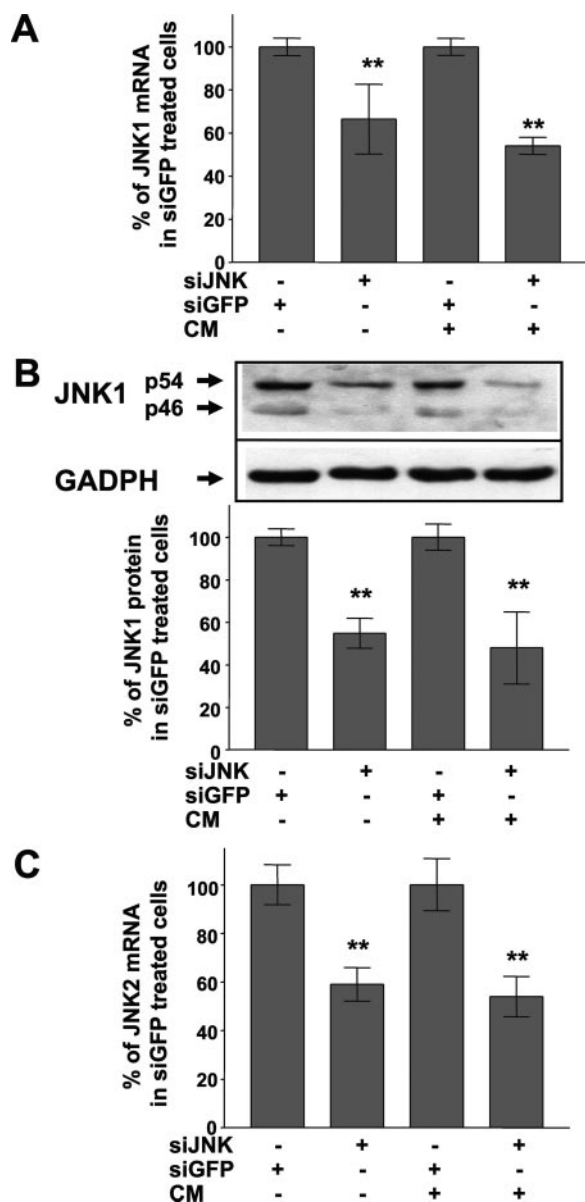 A
% of JNK1 mRNA
in siGFP treated cells
100
80
60
40
20
0
**
**
siJNK - + - +
siGFP + - + -
CM - - + +
B
JNK1 p54
p46
GADPH
% of JNK1 protein
in siGFP treated cells
100
80
60
40
20
0
**
**
siJNK - + - +
siGFP + - + -
CM - - + +
C
% of JNK2 mRNA
in siGFP treated cells
100
80
60
40
20
0
**
**
siJNK - + - +
siGFP + - + -
CM - - + +